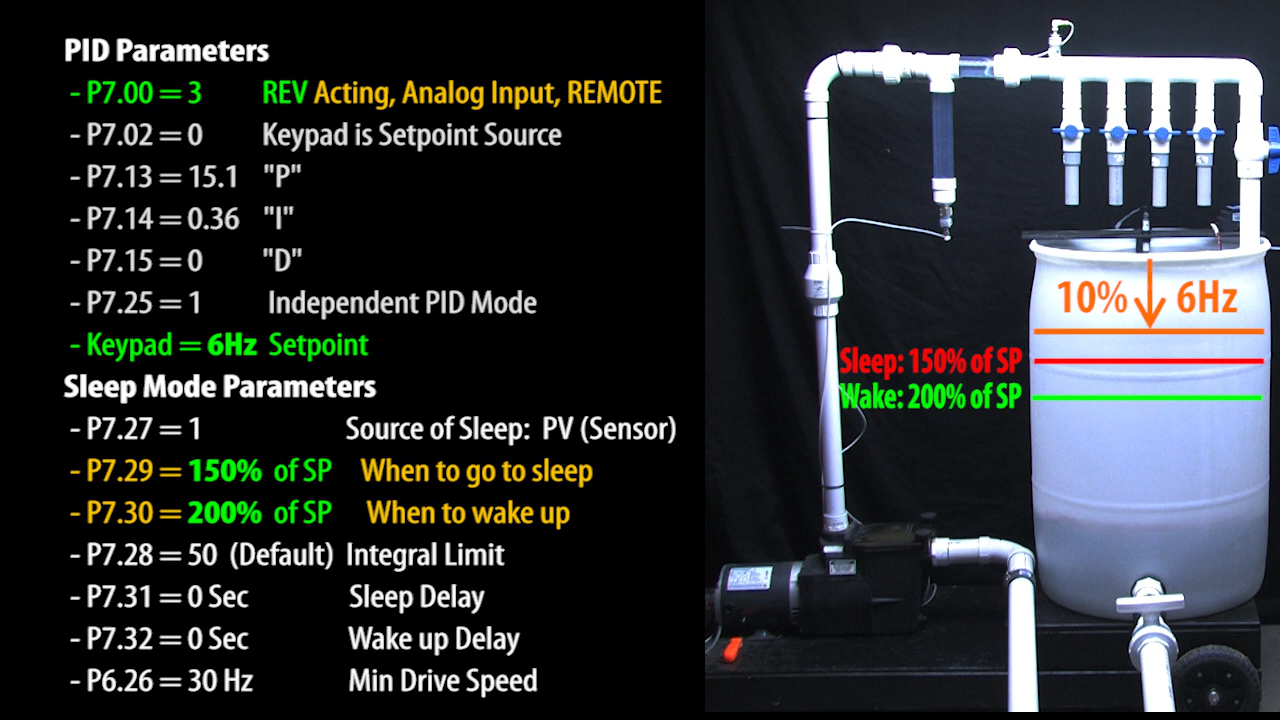 PID Parameters
- P7.00 = 3 REV Acting, Analog Input, REMOTE
- P7.02 = 0 Keypad is Setpoint Source
- P7.13 = 15.1 "P"
- P7.14 = 0.36 "I"
- P7.15 = 0 "D"
- P7.25 = 1 Independent PID Mode
- Keypad = 6Hz Setpoint
Sleep Mode Parameters
- P7.27 = 1 Source of Sleep: PV (Sensor)
- P7.29 = 150% of SP When to go to sleep
- P7.30 = 200% of SP When to wake up
- P7.28 = 50 (Default) Integral Limit
- P7.31 = 0 Sec Sleep Delay
- P7.32 = 0 Sec Wake up Delay
- P6.26 = 30 Hz Min Drive Speed
10% 6Hz
Sleep: 150% of SP
Wake: 200% of SP